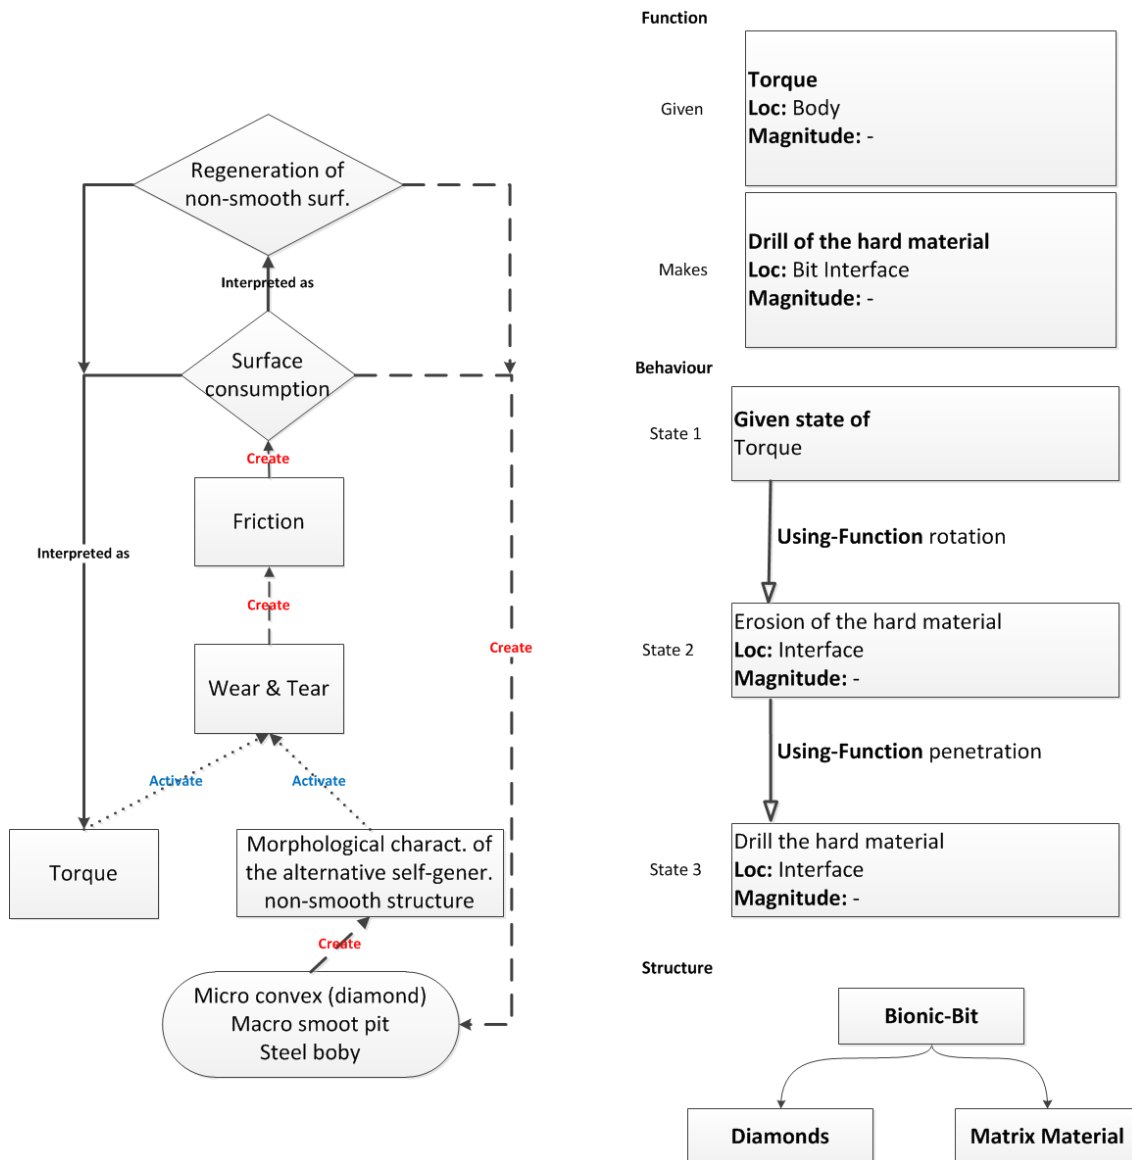 Regeneration of
non-smooth surf.
Interpreted as
Surface
consumption
Create
Friction
Interpreted as
Create
Create
Wear & Tear
Activate
Activate
Torque
Morphological charact. of
the alternative self-gener.
non-smooth structure
Create
Micro convex (diamond)
Macro smoot pit
Steel boby
Function
Given
Torque
Loc: Body
Magnitude: -
Makes
Drill of the hard material
Loc: Bit Interface
Magnitude: -
Behaviour
State 1
Given state of
Torque
Using-Function rotation
State 2
Erosion of the hard material
Loc: Interface
Magnitude: -
Using-Function penetration
State 3
Drill the hard material
Loc: Interface
Magnitude: -
Structure
Bionic-Bit
Diamonds
Matrix Material